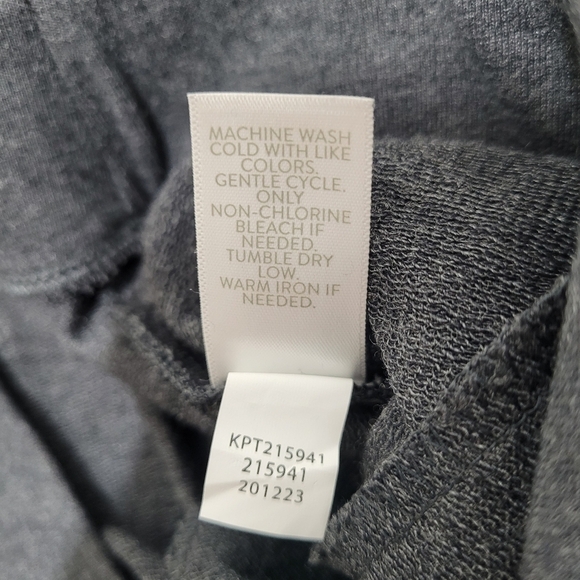 MACHINE WASH
COLD WITH LIKE
COLORS.
GENTLE CYCLE.
ONLY
NON-CHLORINE
BLEACH IF
NEEDED.
TUMBLE DRY
LOW.
WARM IRON IF
NEEDED.
KPT215941
215941
201223